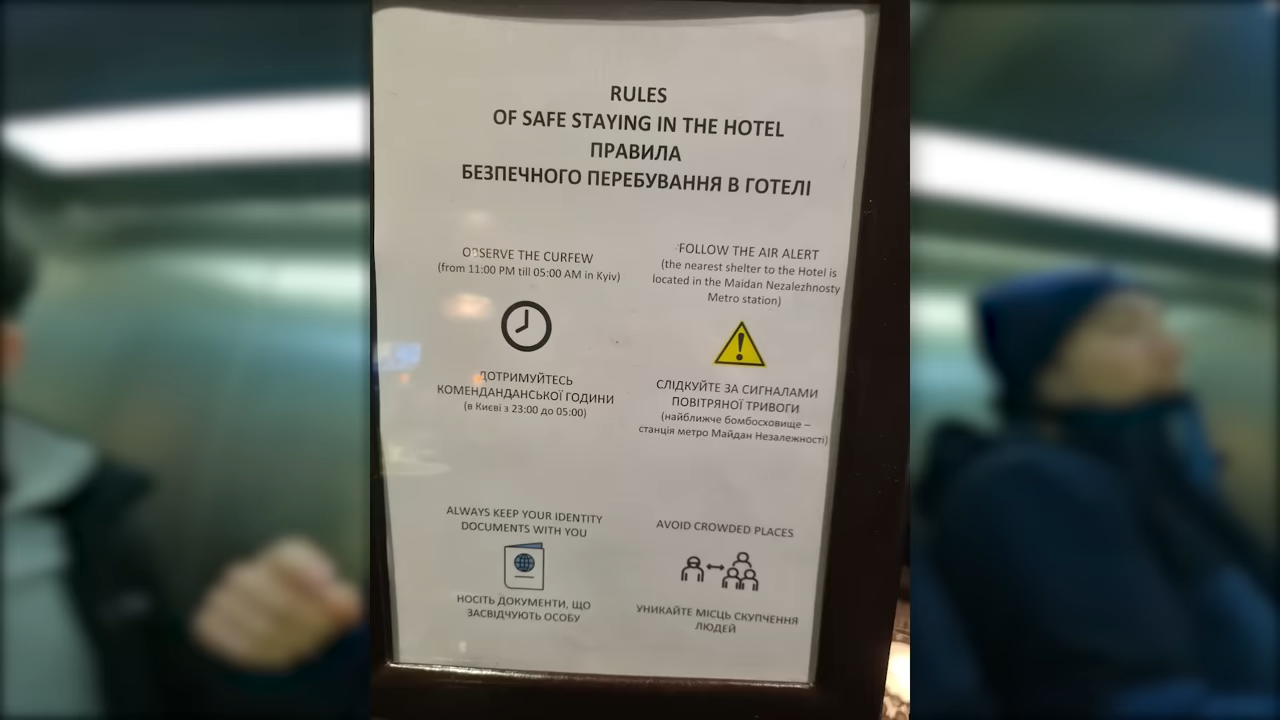 RULES
OF SAFE STAYING IN THE HOTEL
ПРАВИЛА
БЕЗПЕЧНОГО ПЕРЕБУВАННЯ В ГОТЕЛІ
OBSERVE THE CURFEW
(from 11:00 PM till 05:00 AM in Kyiv)
ДОТРИМУЙТЕСЬ
КОМЕНДАНДАНСЬКОЇ ГОДИНИ
(в Києві з 23:00 до 05:00)
FOLLOW THE AIR ALERT
(the nearest shelter to the Hotel is
located in the Maidan Nezalezhnosty
Metro station)
СЛІДКУЙТЕ ЗА СИГНАЛАМИ
ПОВІТРЯНОЇ ТРИВОГИ
(найближче бомбосховище –
станція метро Майдан Незалежності)
ALWAYS KEEP YOUR IDENTITY
DOCUMENTS WITH YOU
НОСІТЬ ДОКУМЕНТИ, ЩО
ЗАСВІДЧУЮТЬ ОСОБУ
AVOID CROWDED PLACES
УНИКАЙТЕ МІСЦЬ СКУПЧЕННЯ
ЛЮДЕЙ